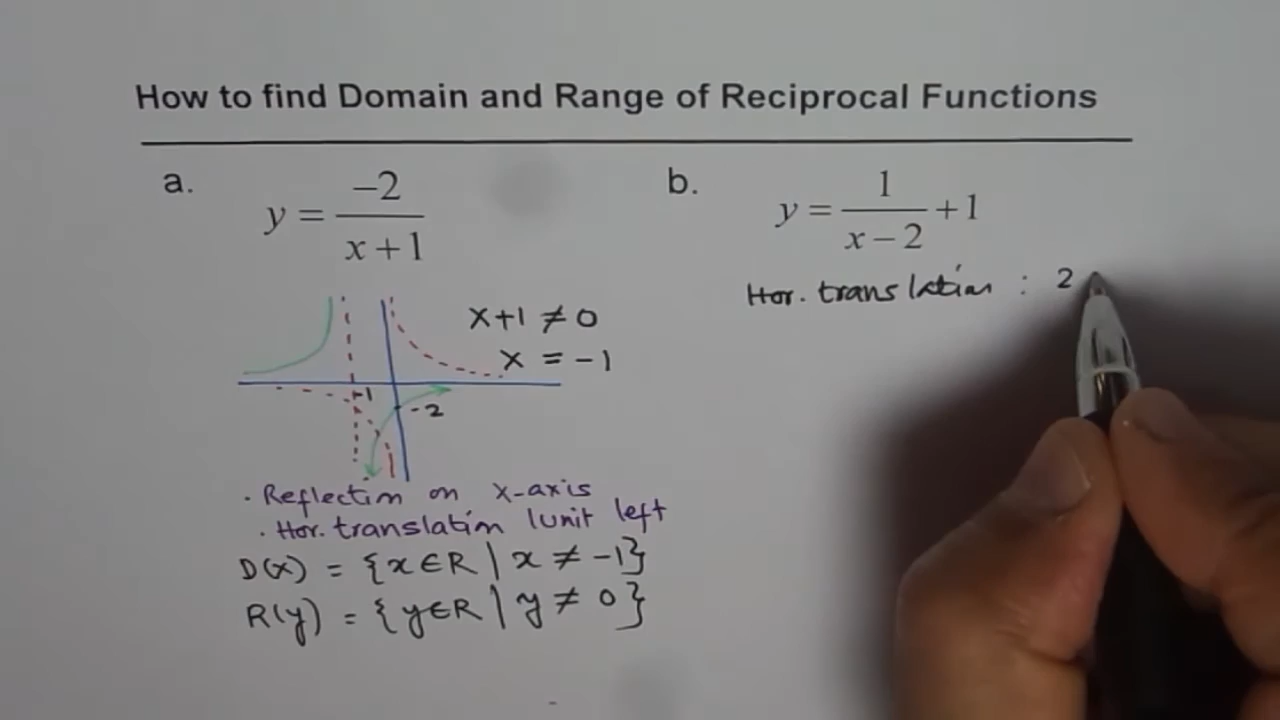 How to find Domain and Range of Reciprocal Functions
a.
y = −2 / x + 1
x+1 ≠ 0
x = -1
-1
-2
· Reflection on x-axis
· Hor. translation 1unit left
D(x) = {x∈R | x ≠ -1}
R(y) = {y∈R | y ≠ 0}
b.
y = 1 / x − 2 + 1
Hor. translation : 2